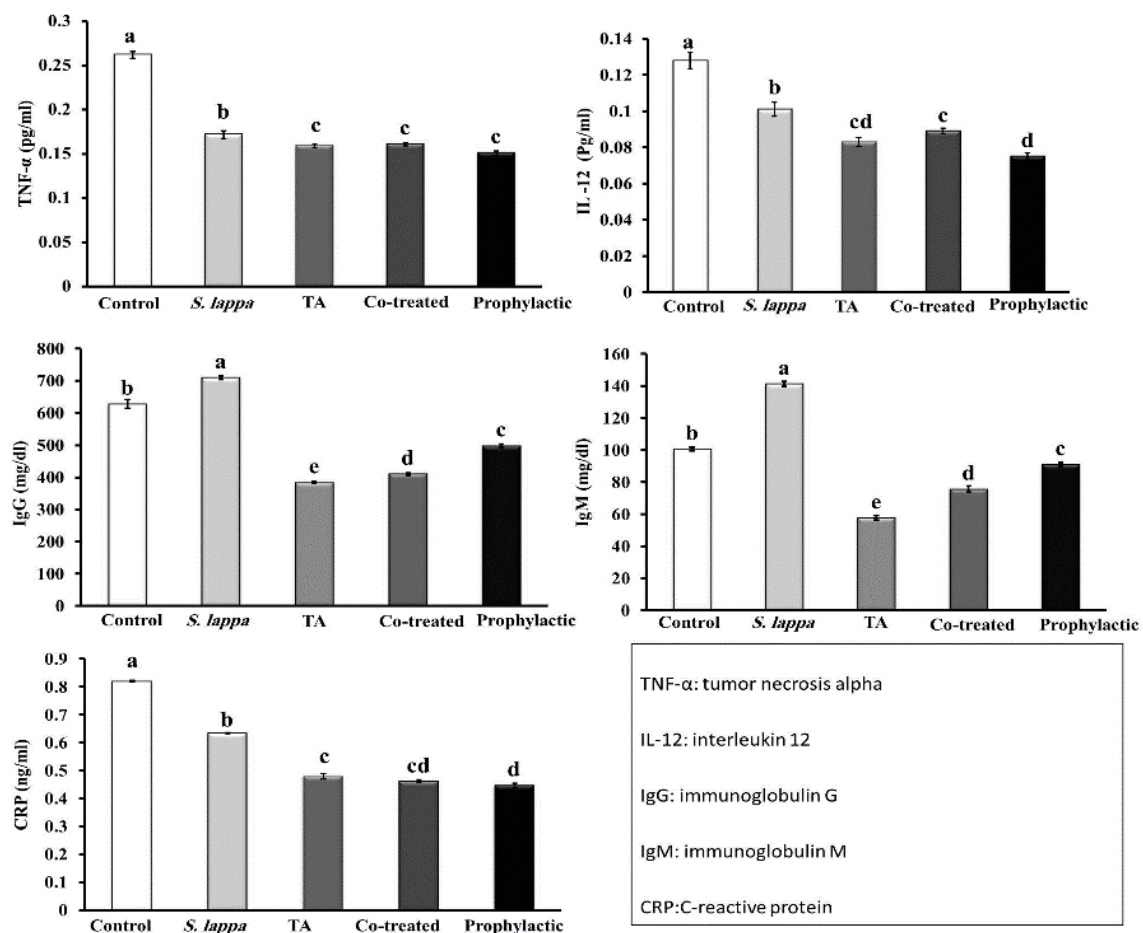 TNF-α (pg/ml)
0.3
0.25
0.2
0.15
0.1
0.05
0
a
b
c
c
c
Control
S. lappa
TA
Co-treated
Prophylactic
IL -12 (Pg/ml)
0.14
0.12
0.1
0.08
0.06
0.04
0.02
0
a
b
cd
c
d
Control
S. lappa
TA
Co-treated
Prophylactic
IgG (mg/dl)
800
700
600
500
400
300
200
100
0
b
a
e
d
c
Control
S. lappa
TA
Co-treated
Prophylactic
IgM (mg/dl)
160
140
120
100
80
60
40
20
0
b
a
e
d
c
Control
S. lappa
TA
Co-treated
Prophylactic
CRP (ng/ml)
0.9
0.8
0.7
0.6
0.5
0.4
0.3
0.2
0.1
0
a
b
c
cd
d
Control
S. lappa
TA
Co-treated
Prophylactic
TNF-α: tumor necrosis alpha
IL-12: interleukin 12
IgG: immunoglobulin G
IgM: immunoglobulin M
CRP:C-reactive protein